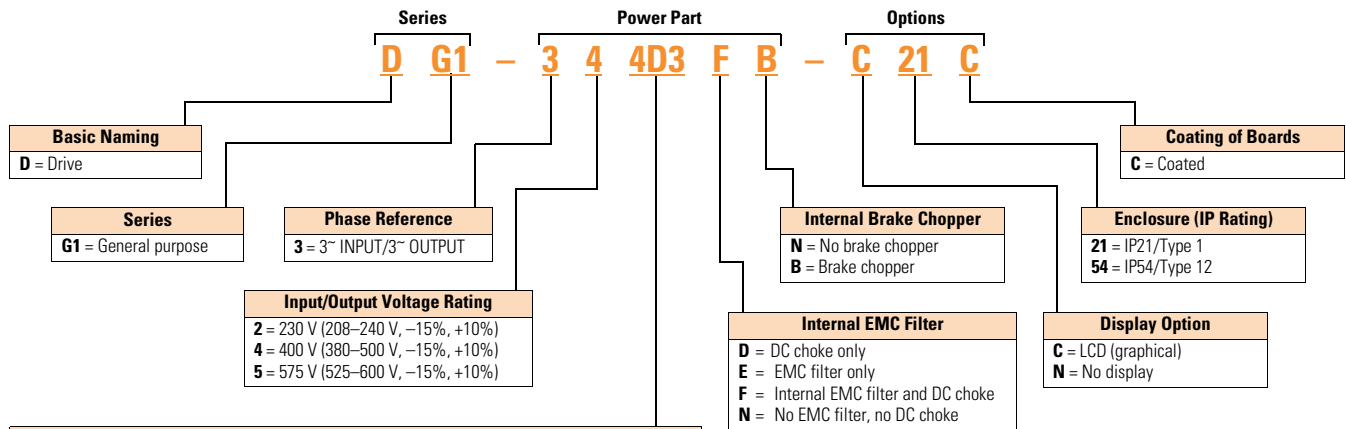 Series Power Part Options
D G1 – 3 4 4D3 F B – C 21 C
Basic Naming
D = Drive
Coating of Boards
C = Coated
Series
G1 = General purpose
Phase Reference
3 = 3~ INPUT/3~ OUTPUT
Internal Brake Chopper
N = No brake chopper
B = Brake chopper
Enclosure (IP Rating)
21 = IP21/Type 1
54 = IP54/Type 12
Input/Output Voltage Rating
2 = 230 V (208–240 V, –15%, +10%)
4 = 400 V (380–500 V, –15%, +10%)
5 = 575 V (525–600 V, –15%, +10%)
Internal EMC Filter
D = DC choke only
E = EMC filter only
F = Internal EMC filter and DC choke
N = No EMC filter, no DC choke
Display Option
C = LCD (graphical)
N = No display